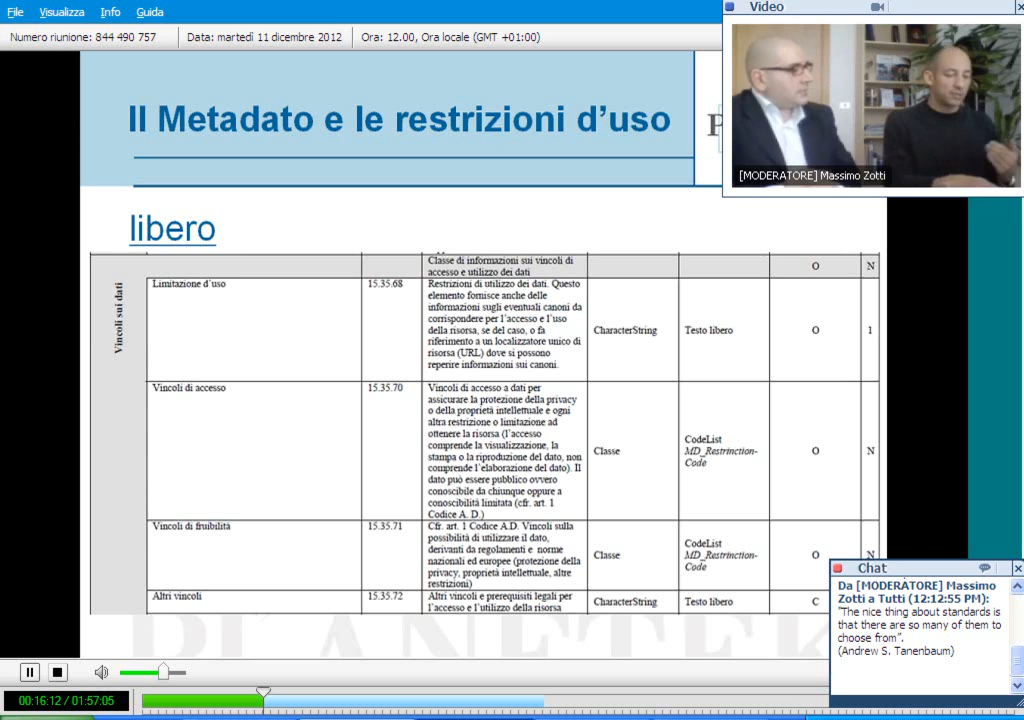 File Visualizza Info Guida
Video
Numero riunione: 844 490 757 Data: martedì 11 dicembre 2012 Ora: 12.00, Ora locale (GMT +01:00)
Il Metadato e le restrizioni d'uso
P
[MODERATORE] Massimo Zotti
libero
Vincoli sui dati
Classe di informazioni sui vincoli di
accesso e utilizzo dei dati
O N
Limitazione d'uso 15.35.68
Restrizioni di utilizzo dei dati. Questo
elemento fornisce anche delle
informazioni sugli eventuali canoni da
corrispondere per l'accesso e l'uso
della risorsa, se del caso, o fa
riferimento a un localizzatore unico di
risorsa (URL) dove si possono
reperire informazioni sui canoni.
CharacterString Testo libero O 1
Vincoli di accesso 15.35.70
Vincoli di accesso a dati per
assicurare la protezione della privacy
o della proprietà intellettuale e ogni
altra restrizione o limitazione ad
ottenere la risorsa (l'accesso
comprende la visualizzazione, la
stampa o la riproduzione del dato, non
comprende l'elaborazione del dato). Il
dato può essere pubblico ovvero
conoscibile da chiunque oppure a
conoscibilità limitata (cfr. art. 1
Codice A. D.)
Classe
CodeList
MD_Restrinction-
Code
O N
Vincoli di fruibilità 15.35.71
Cfr. art. 1 Codice A.D. Vincoli sulla
possibilità di utilizzare il dato,
derivanti da regolamenti e norme
nazionali ed europee (protezione della
privacy, proprietà intellettuale, altre
restrizioni)
Classe
CodeList
MD_Restrinction-
Code
O N
Altri vincoli 15.35.72
Altri vincoli e prerequisiti legali per
l'accesso e l'utilizzo della risorsa
CharacterString Testo libero C
PLANETEK
Chat
Da [MODERATORE] Massimo
Zotti a Tutti (12:12:55 PM):
"The nice thing about standards is
that there are so many of them to
choose from".
(Andrew S. Tanenbaum)
00:16:12 / 01:57:05